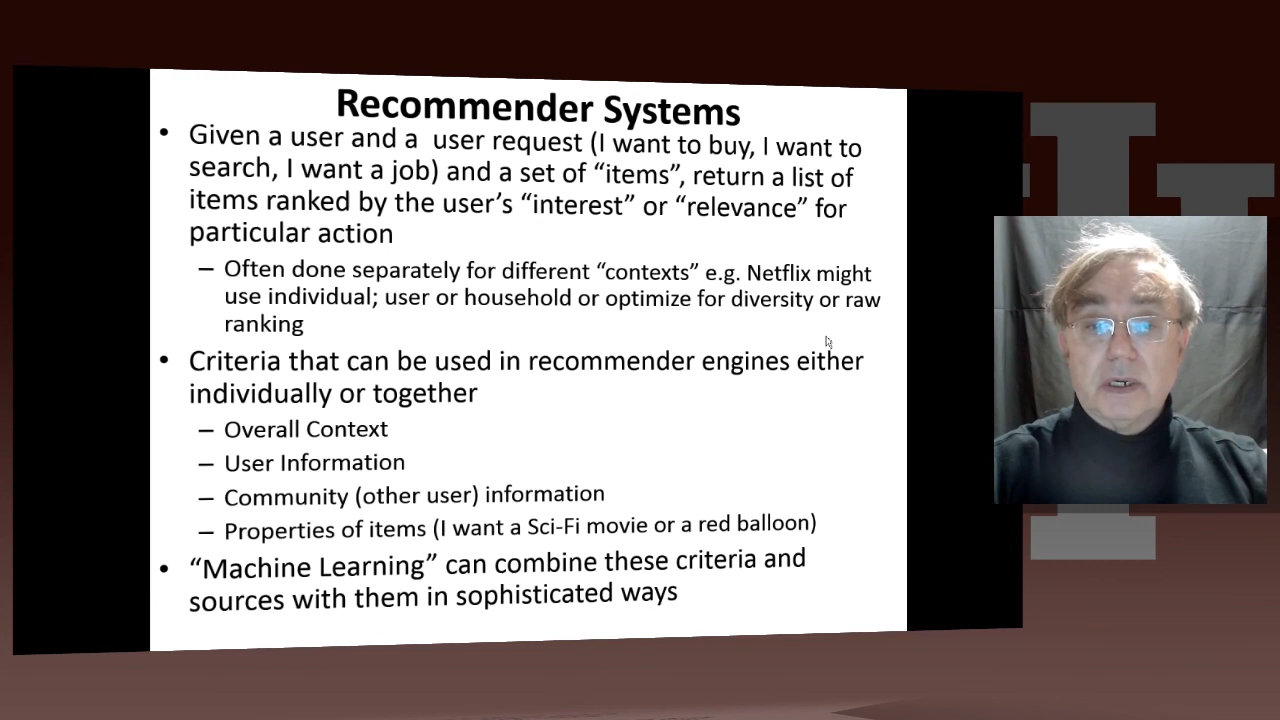 Recommender Systems
• Given a user and a user request (I want to buy, I want to
search, I want a job) and a set of “items”, return a list of
items ranked by the user’s “interest” or “relevance” for
particular action
– Often done separately for different “contexts” e.g. Netflix might
use individual; user or household or optimize for diversity or raw
ranking
• Criteria that can be used in recommender engines either
individually or together
– Overall Context
– User Information
– Community (other user) information
– Properties of items (I want a Sci-Fi movie or a red balloon)
• “Machine Learning” can combine these criteria and
sources with them in sophisticated ways